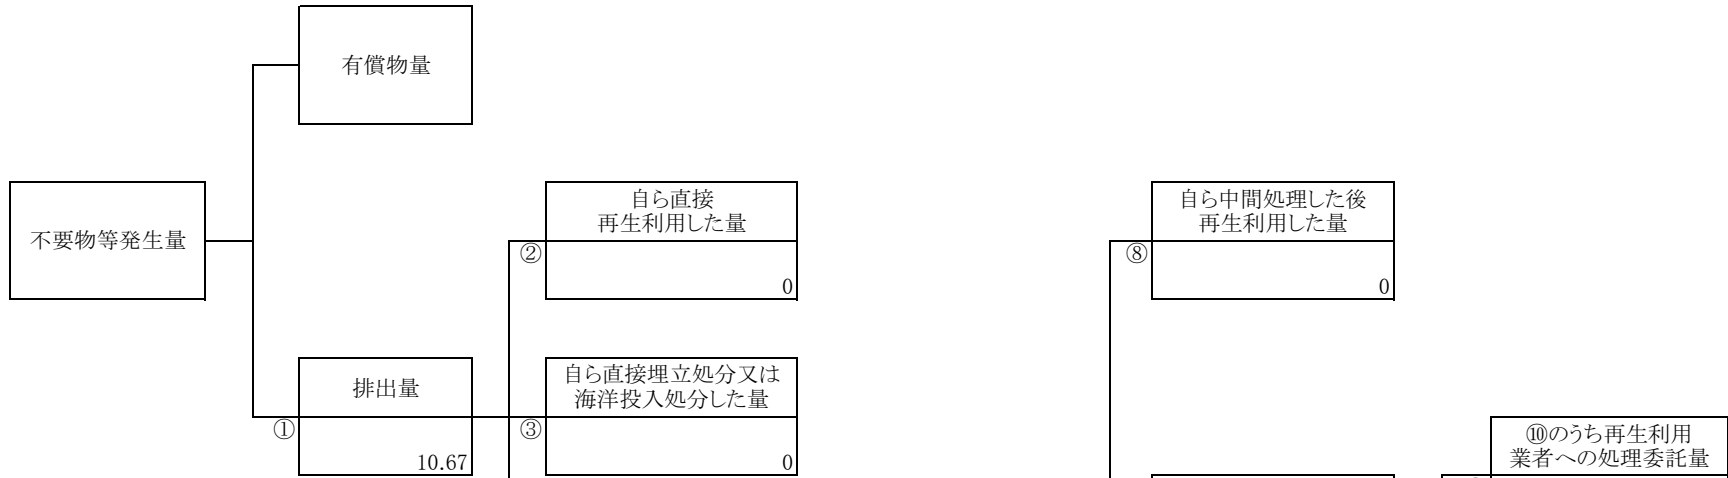 有償物量
不要物等発生量
自ら直接
再生利用した量
②
0
自ら中間処理した後
再生利用した量
⑧
0
排出量
①
10.67
自ら直接埋立処分又は
海洋投入処分した量
③
0
⑩のうち再生利用
業者への処理委託量